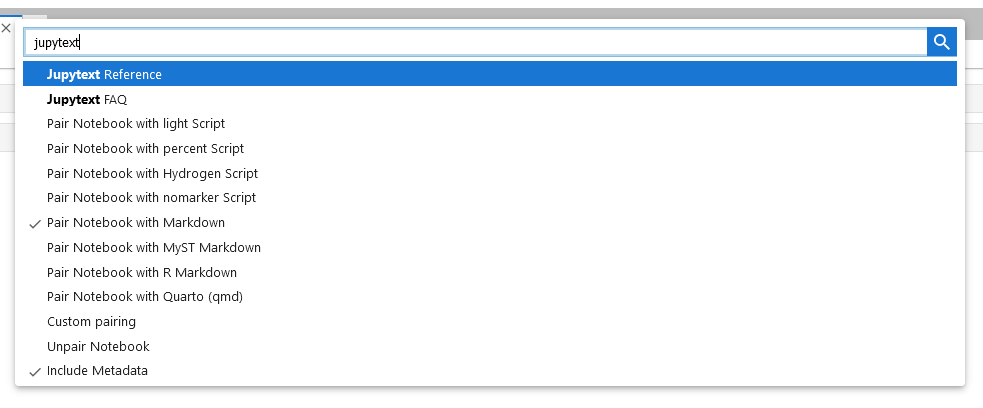 jupytext
Jupytext Reference
Jupytext FAQ
Pair Notebook with light Script
Pair Notebook with percent Script
Pair Notebook with Hydrogen Script
Pair Notebook with nomarker Script
Pair Notebook with Markdown
Pair Notebook with MyST Markdown
Pair Notebook with R Markdown
Pair Notebook with Quarto (qmd)
Custom pairing
Unpair Notebook
Include Metadata